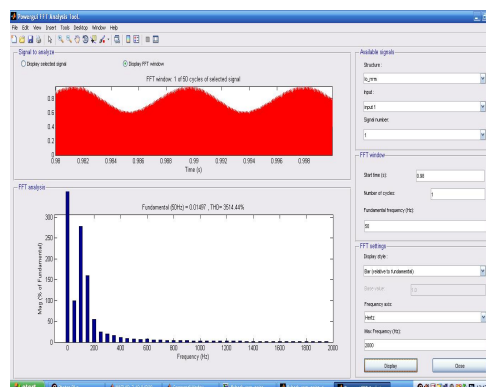 Powergui FFT Analysis Tool.
File Edit View Insert Tools Desktop Window Help
Signal to analyze
Display selected signal
Display FFT window
FFT window: 1 of 50 cycles of selected signal
0.8
0.6
0.4
0.2
0
0.98 0.982 0.984 0.986 0.988 0.99 0.992 0.994 0.996 0.998
Time (s)
FFT analysis
Fundamental (50Hz) = 0.01497 , THD= 3514.44%
300
250
200
150
100
50
0
Mag (% of Fundamental)
0 200 400 600 800 1000 1200 1400 1600 1800 2000
Frequency (Hz)
Available signals
Structure :
Input :
input 1
Signal number:
1
FFT window
Start time (s):
0.98
Number of cycles:
1
Fundamental frequency (Hz):
50
FFT settings
Display style :
Bar (relative to fundamental)
Base value:
1.0
Frequency axis:
Hertz
Max Frequency (Hz):
2000
Display
Close
start